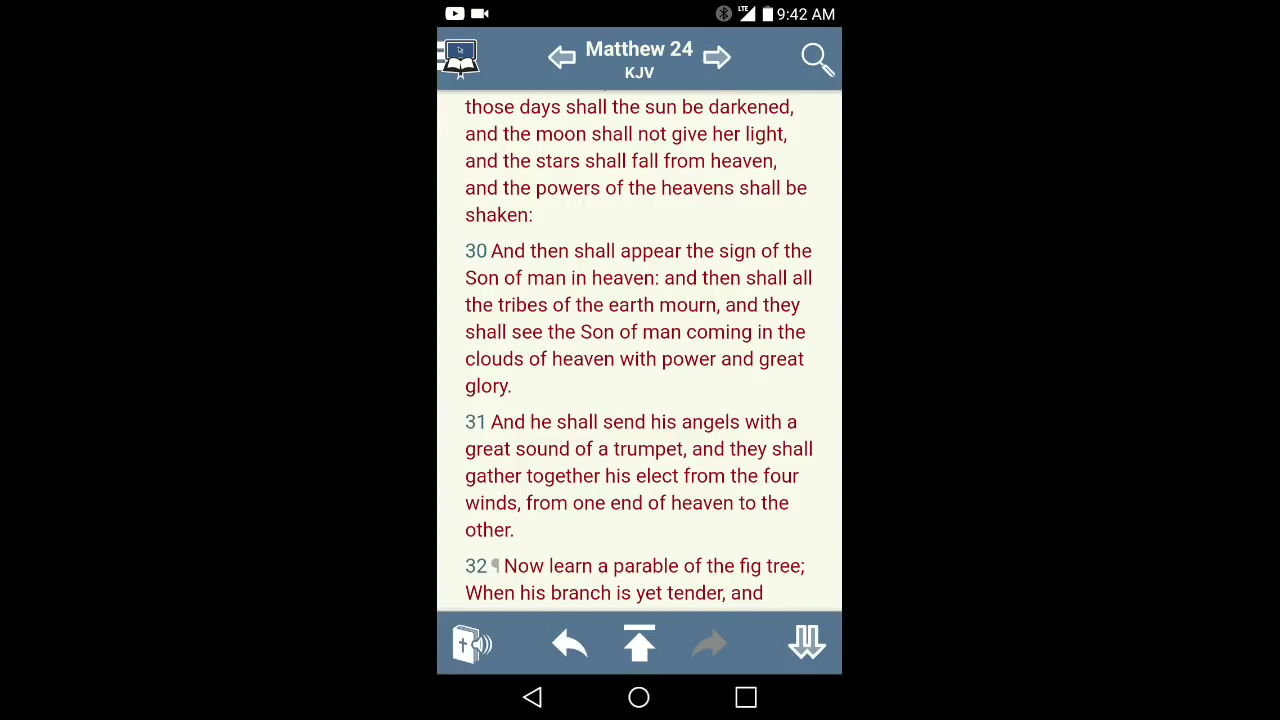 LTE 9:42 AM
Matthew 24
KJV
those days shall the sun be darkened,
and the moon shall not give her light,
and the stars shall fall from heaven,
and the powers of the heavens shall be
shaken:
30 And then shall appear the sign of the
Son of man in heaven: and then shall all
the tribes of the earth mourn, and they
shall see the Son of man coming in the
clouds of heaven with power and great
glory.
31 And he shall send his angels with a
great sound of a trumpet, and they shall
gather together his elect from the four
winds, from one end of heaven to the
other.
32 ¶ Now learn a parable of the fig tree;
When his branch is yet tender, and